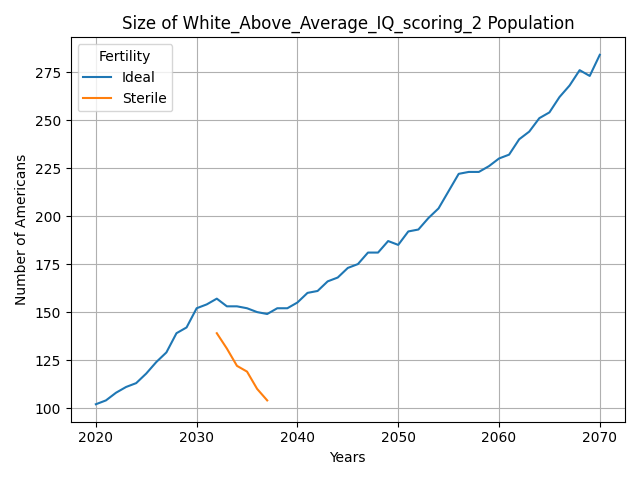 Size of White_Above_Average_IQ_scoring_2 Population
Fertility
Ideal
Sterile
275
250
225
200
175
150
125
100
Number of Americans
2020 2030 2040 2050 2060 2070
Years